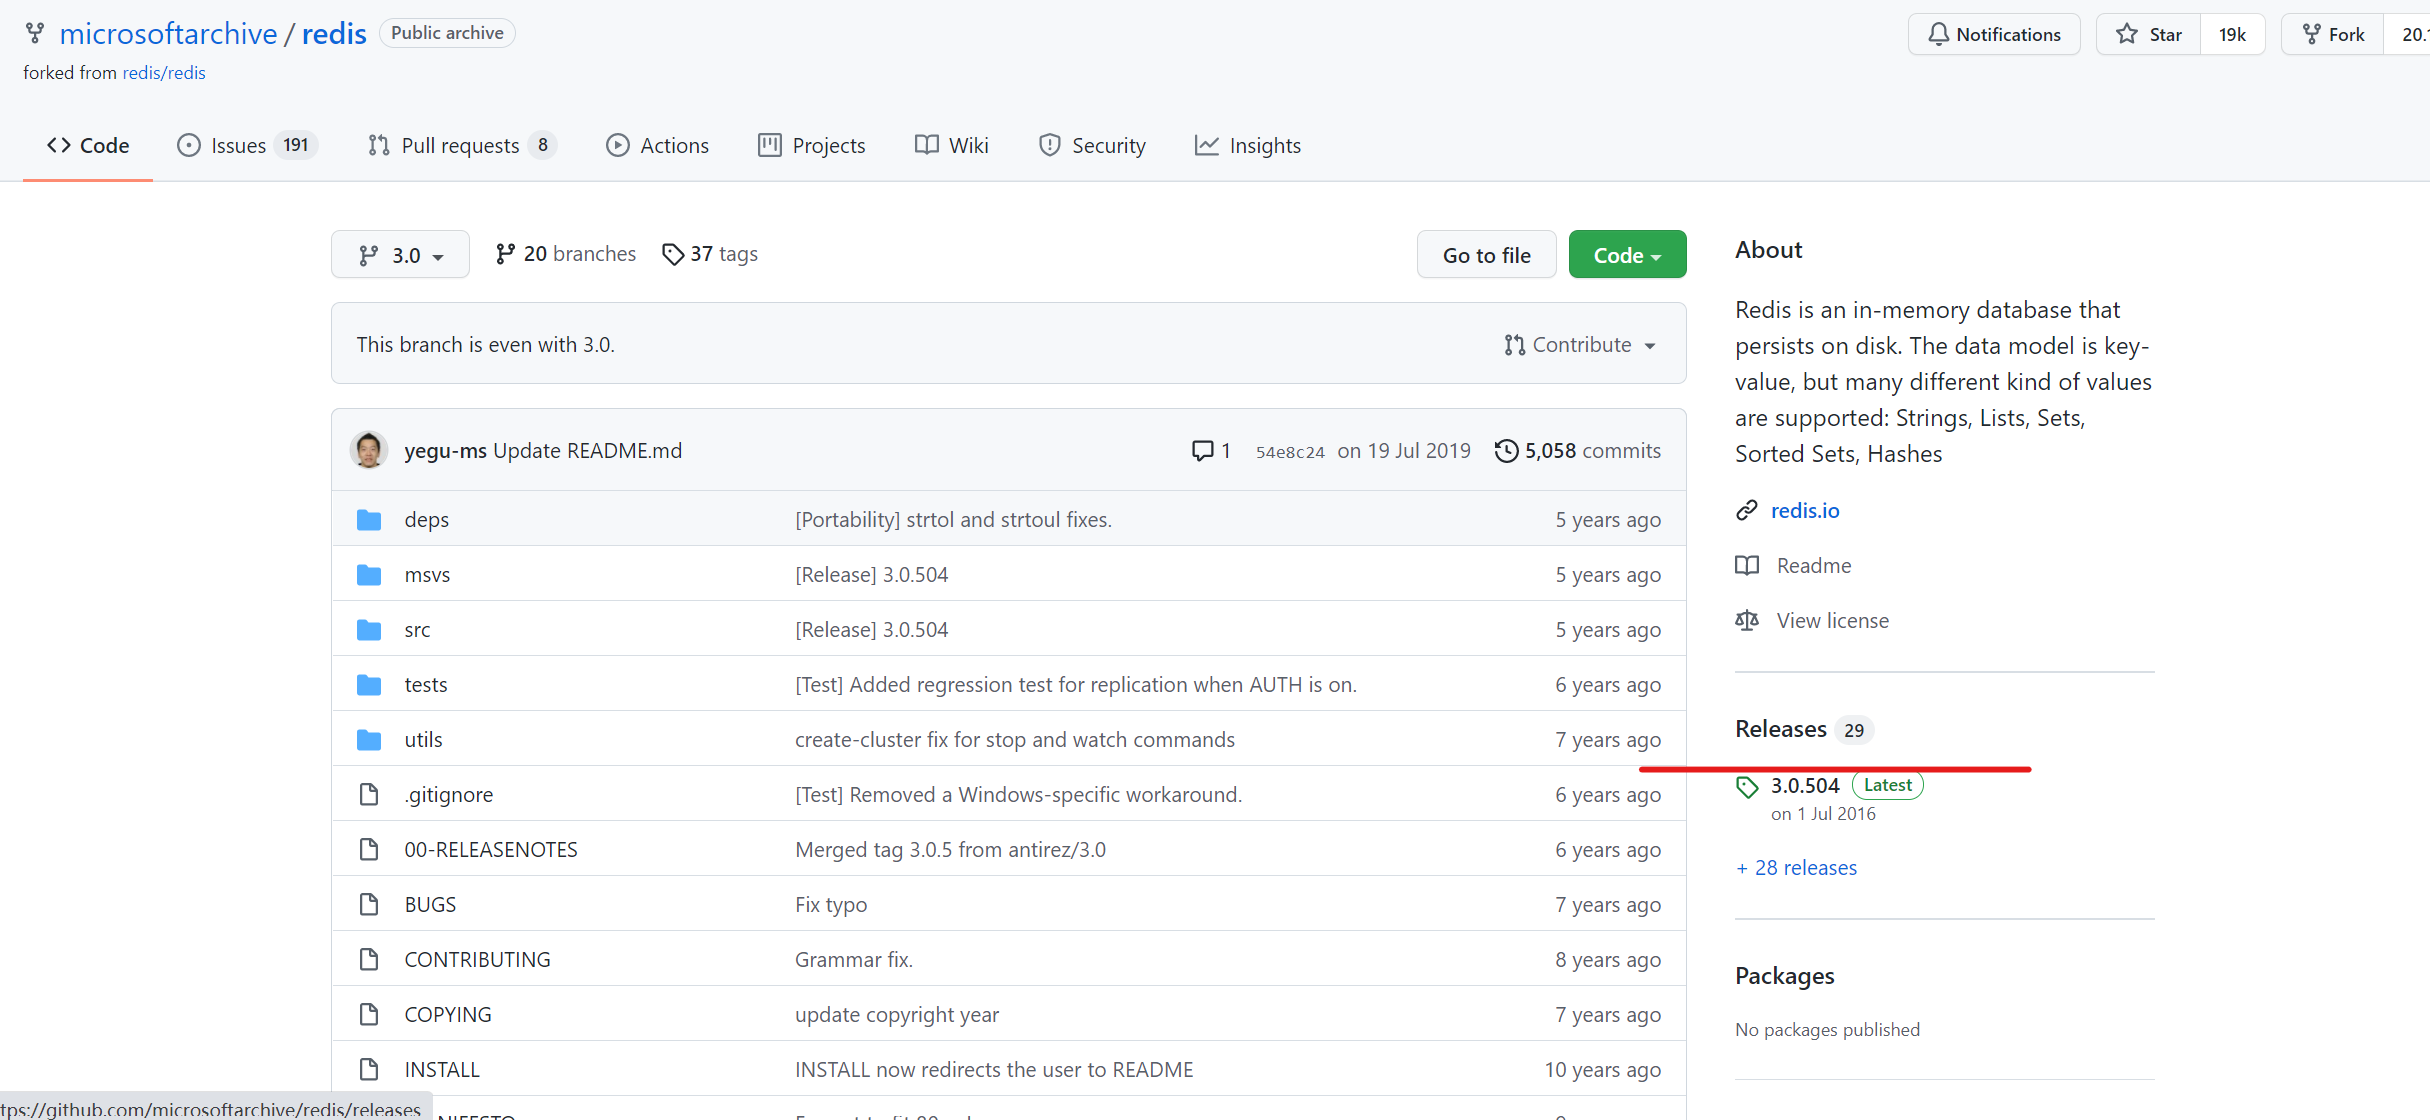 microsoftarchive / redis Public archive
Notifications Star 19k Fork
forked from redis/redis
Code Issues 191 Pull requests 8 Actions Projects Wiki Security Insights
3.0 20 branches 37 tags Go to file Code
This branch is even with 3.0. Contribute
yegu-ms Update README.md 1 54e8c24 on 19 Jul 2019 5,058 commits
deps [Portability] strtol and strtoul fixes. 5 years ago
msvs [Release] 3.0.504 5 years ago
src [Release] 3.0.504 5 years ago
tests [Test] Added regression test for replication when AUTH is on. 6 years ago
utils create-cluster fix for stop and watch commands 7 years ago
.gitignore [Test] Removed a Windows-specific workaround. 6 years ago
00-RELEASENOTES Merged tag 3.0.5 from antirez/3.0 6 years ago
BUGS Fix typo 7 years ago
CONTRIBUTING Grammar fix. 8 years ago
COPYING update copyright year 7 years ago
INSTALL INSTALL now redirects the user to README 10 years ago
tps://github.com/microsoftarchive/redis/releases
About
Redis is an in-memory database that
persists on disk. The data model is key-
value, but many different kind of values
are supported: Strings, Lists, Sets,
Sorted Sets, Hashes
redis.io
Readme
View license
Releases 29
3.0.504 Latest
on 1 Jul 2016
+ 28 releases
Packages
No packages published